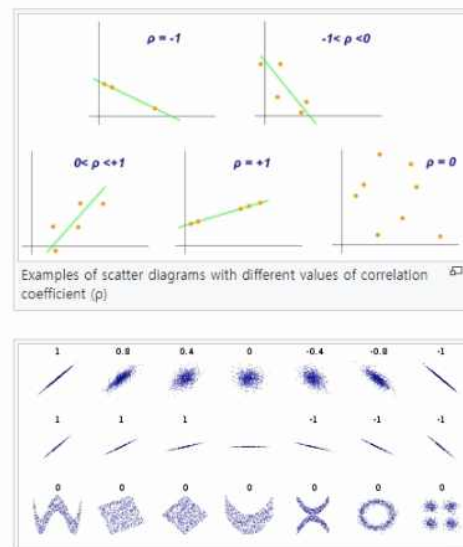 ρ = -1
-1< ρ <0
0< ρ <+1
ρ = +1
ρ = 0
Examples of scatter diagrams with different values of correlation
coefficient (ρ)
1 0.8 0.4 0 -0.4 -0.8 -1
1 1 1 -1 -1 -1
0 0 0 0 0 0 0